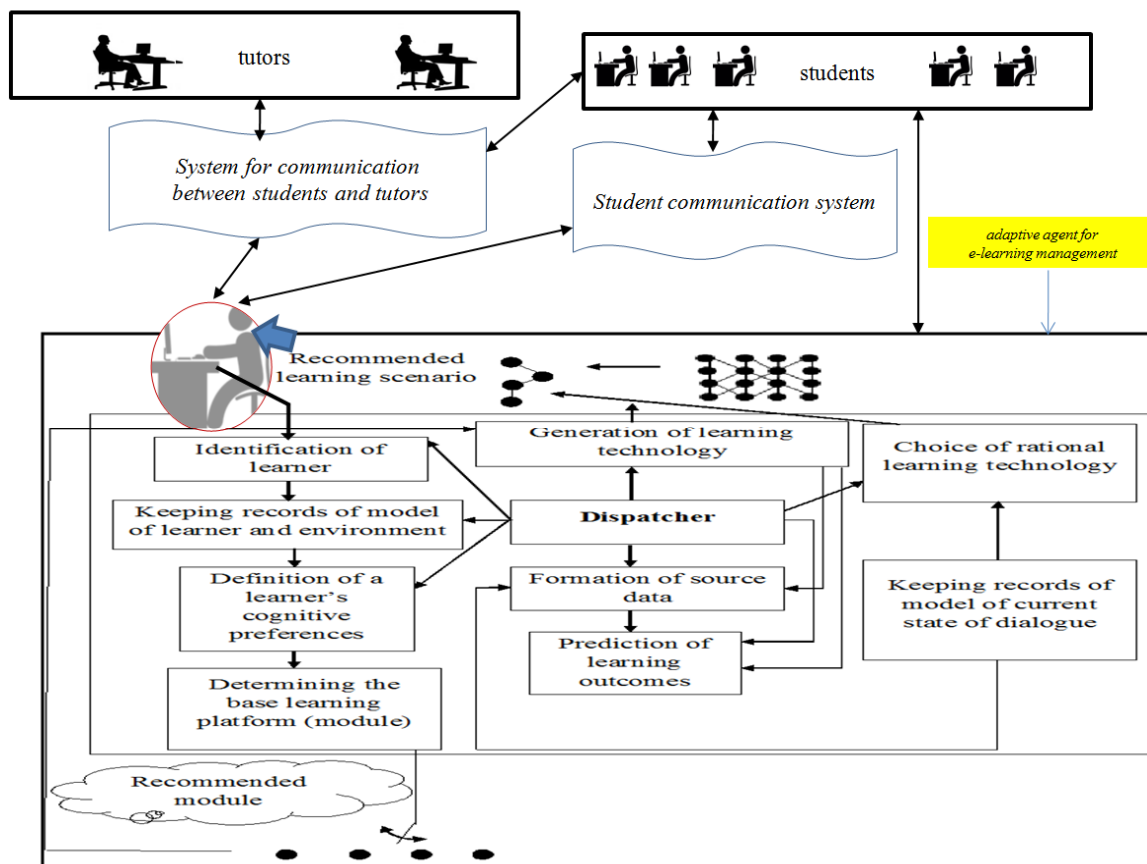 tutors
students
System for communication
between students and tutors
Student communication system
adaptive agent for
e-learning management
Recommended
learning scenario
Identification of
learner
Generation of learning
technology
Choice of rational
learning technology
Keeping records of model
of learner and environment
Dispatcher
Definition of a
learner's cognitive
preferences
Formation of source
data
Keeping records of
model of current
state of dialogue
Prediction of
learning
outcomes
Determining the
base learning
platform (module)
Recommended
module